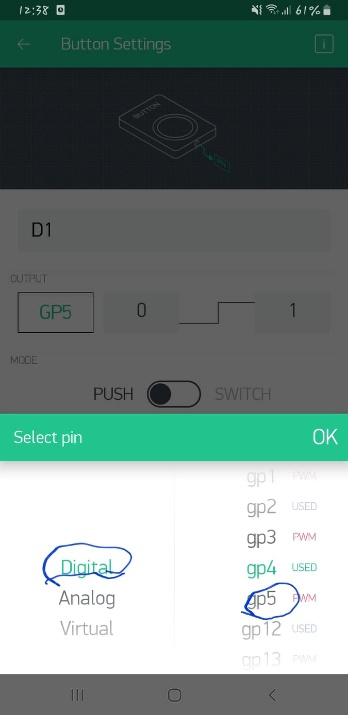 12:38 61%
Button Settings i
BUTTON
D1
OUTPUT
GP5 0 1
MODE
PUSH SWITCH
Select pin OK
gp1 PWM
gp2 USED
gp3 PWM
Digital gp4 USED
Analog gp5 PWM
Virtual gp12 USED
gp13 PWM